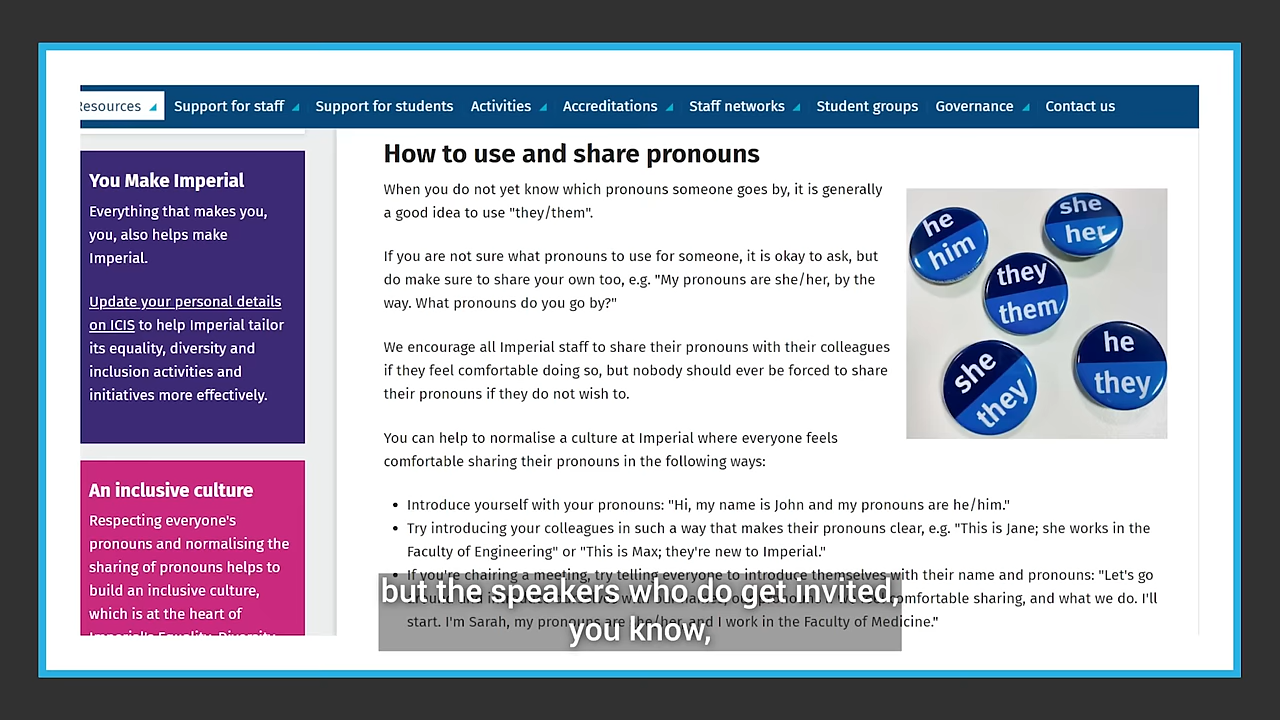 Resources
Support for staff
Support for students
Activities
Accreditations
Staff networks
Student groups
Governance
Contact us
You Make Imperial
Everything that makes you,
you, also helps make
Imperial.
Update your personal details
on ICIS to help Imperial tailor
its equality, diversity and
inclusion activities and
initiatives more effectively.
An inclusive culture
Respecting everyone's
pronouns and normalising the
sharing of pronouns helps to
build an inclusive culture,
which is at the heart of
Imperial's Equality, Diversity
How to use and share pronouns
When you do not yet know which pronouns someone goes by, it is generally
a good idea to use "they/them".
If you are not sure what pronouns to use for someone, it is okay to ask, but
do make sure to share your own too, e.g. "My pronouns are she/her, by the
way. What pronouns do you go by?"
We encourage all Imperial staff to share their pronouns with their colleagues
if they feel comfortable doing so, but nobody should ever be forced to share
their pronouns if they do not wish to.
You can help to normalise a culture at Imperial where everyone feels
comfortable sharing their pronouns in the following ways:
Introduce yourself with your pronouns: "Hi, my name is John and my pronouns are he/him."
Try introducing your colleagues in such a way that makes their pronouns clear, e.g. "This is Jane; she works in the
Faculty of Engineering" or "This is Max; they're new to Imperial."
If you're chairing a meeting, try telling everyone to introduce themselves with their name and pronouns: "Let's go
comfortable sharing, and what we do. I'll
start. I'm Sarah, my pronouns are she/her, and I work in the Faculty of Medicine."
he
him
she
her
they
them
she
they
he
they
but the speakers who do get invited,
you know,